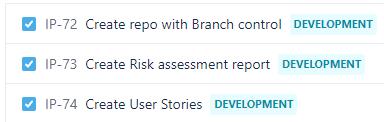 IP-72 Create repo with Branch control DEVELOPMENT
IP-73 Create Risk assessment report DEVELOPMENT
IP-74 Create User Stories DEVELOPMENT